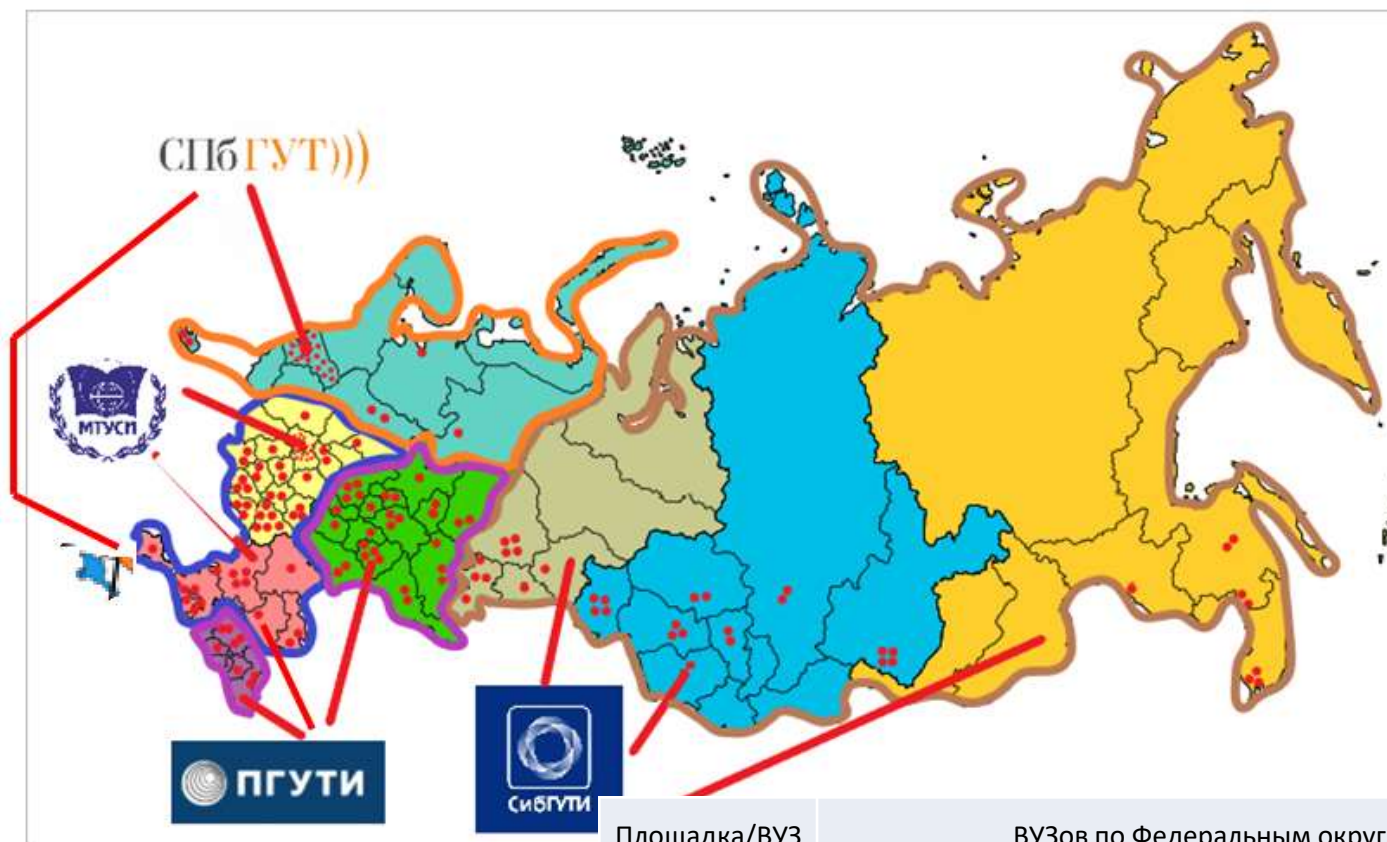 СПбГУТ)))
МТУСИ
ПГУТИ
СибГУТИ
Площадка/ВУЗ
ВУЗов по Федеральным округ